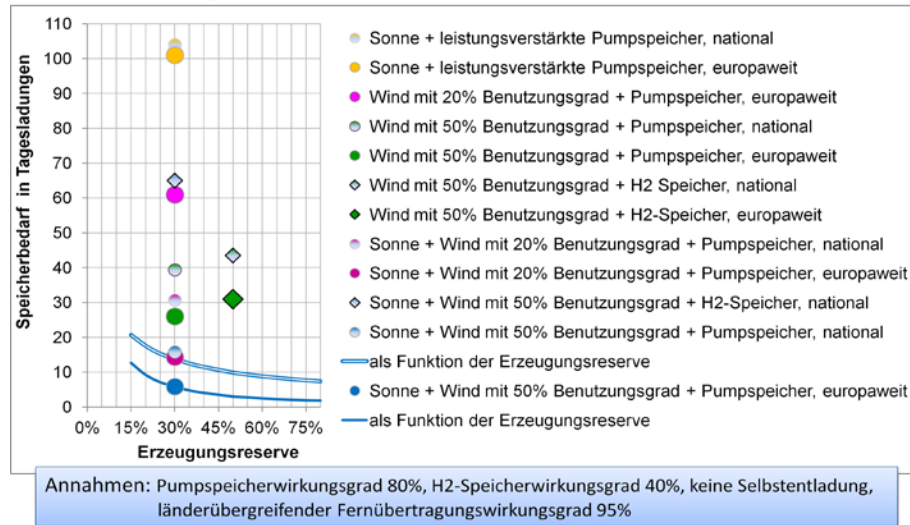 110
100
90
80
70
60
50
40
30
20
10
0
Speicherbedarf in Tagesladungen
0% 15% 30% 45% 60% 75%
Erzeugungsreserve
Sonne + leistungsverstärkte Pumpspeicher, national
Sonne + leistungsverstärkte Pumpspeicher, europaweit
Wind mit 20% Benutzungsgrad + Pumpspeicher, europaweit
Wind mit 50% Benutzungsgrad + Pumpspeicher, national
Wind mit 50% Benutzungsgrad + Pumpspeicher, europaweit
Wind mit 50% Benutzungsgrad + H2 Speicher, national
Wind mit 50% Benutzungsgrad + H2-Speicher, europaweit
Sonne + Wind mit 20% Benutzungsgrad + Pumpspeicher, national
Sonne + Wind mit 20% Benutzungsgrad + Pumpspeicher, europaweit
Sonne + Wind mit 50% Benutzungsgrad + H2-Speicher, national
Sonne + Wind mit 50% Benutzungsgrad + Pumpspeicher, national
als Funktion der Erzeugungsreserve
Sonne + Wind mit 50% Benutzungsgrad + Pumpspeicher, europaweit
als Funktion der Erzeugungsreserve
Annahmen: Pumpspeicherwirkungsgrad 80%, H2-Speicherwirkungsgrad 40%, keine Selbstentladung,
länderübergreifender Fernübertragungswirkungsgrad 95%